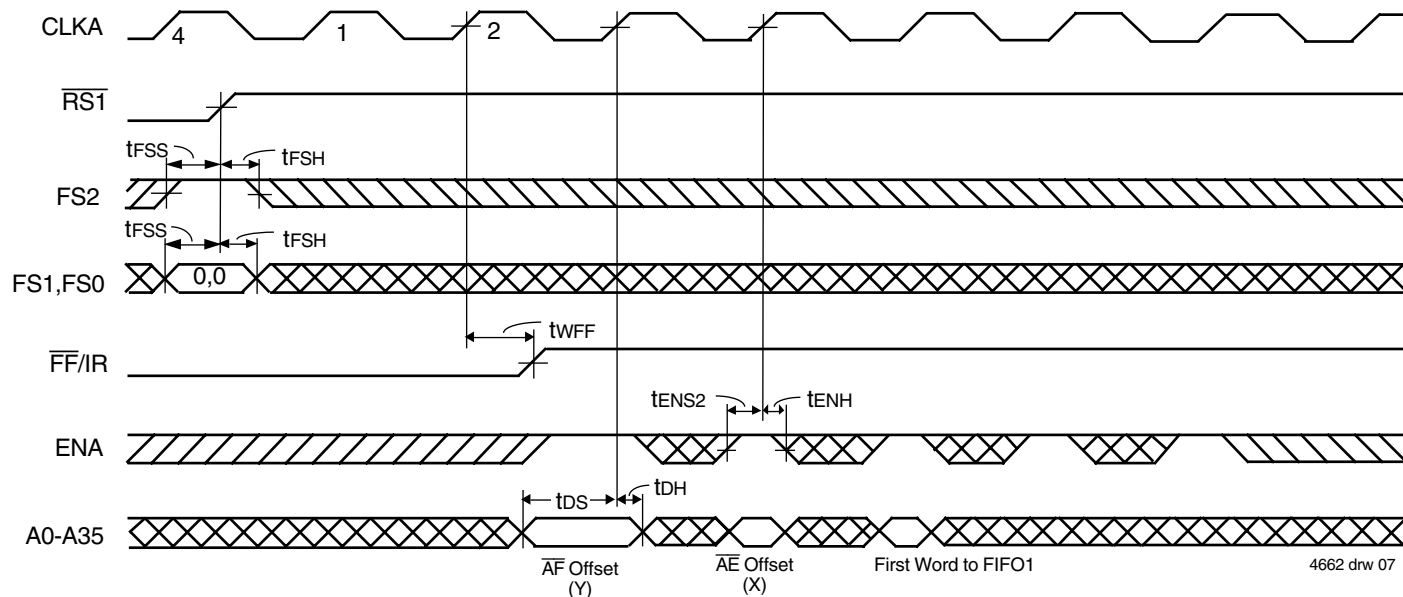 CLKA
4
1
2
RS1
tFSS
tFSH
FS2
tFSS
tFSH
FS1,FS0
0,0
tWFF
FF/IR
tENS2
tENH
ENA
tDS
tDH
A0-A35
AF Offset
(Y)
AE Offset
(X)
First Word to FIFO1
4662 drw 07